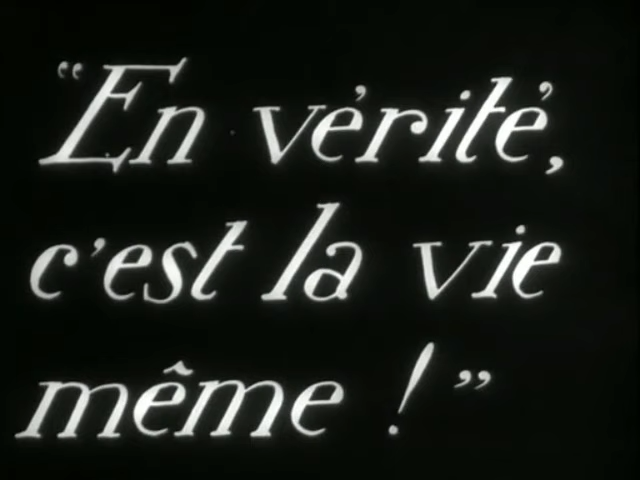 “En vérité,
c'est la vie
même !”